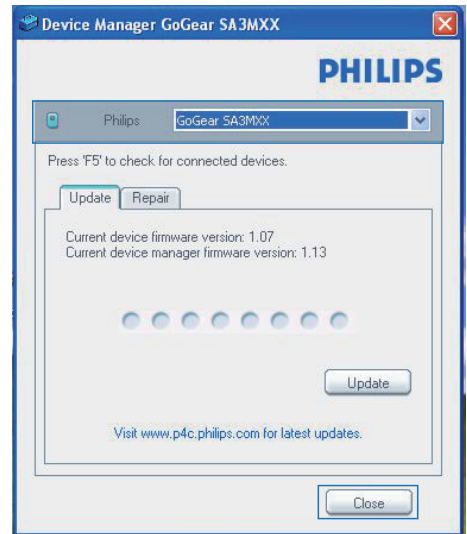 Device Manager GoGear SA3MXX
PHILIPS
Philips GoGear SA3MXX
Press 'F5' to check for connected devices.
Update Repair
Current device firmware version: 1.07
Current device manager firmware version: 1.13
Update
Visit www.p4c.philips.com for latest updates.
Close